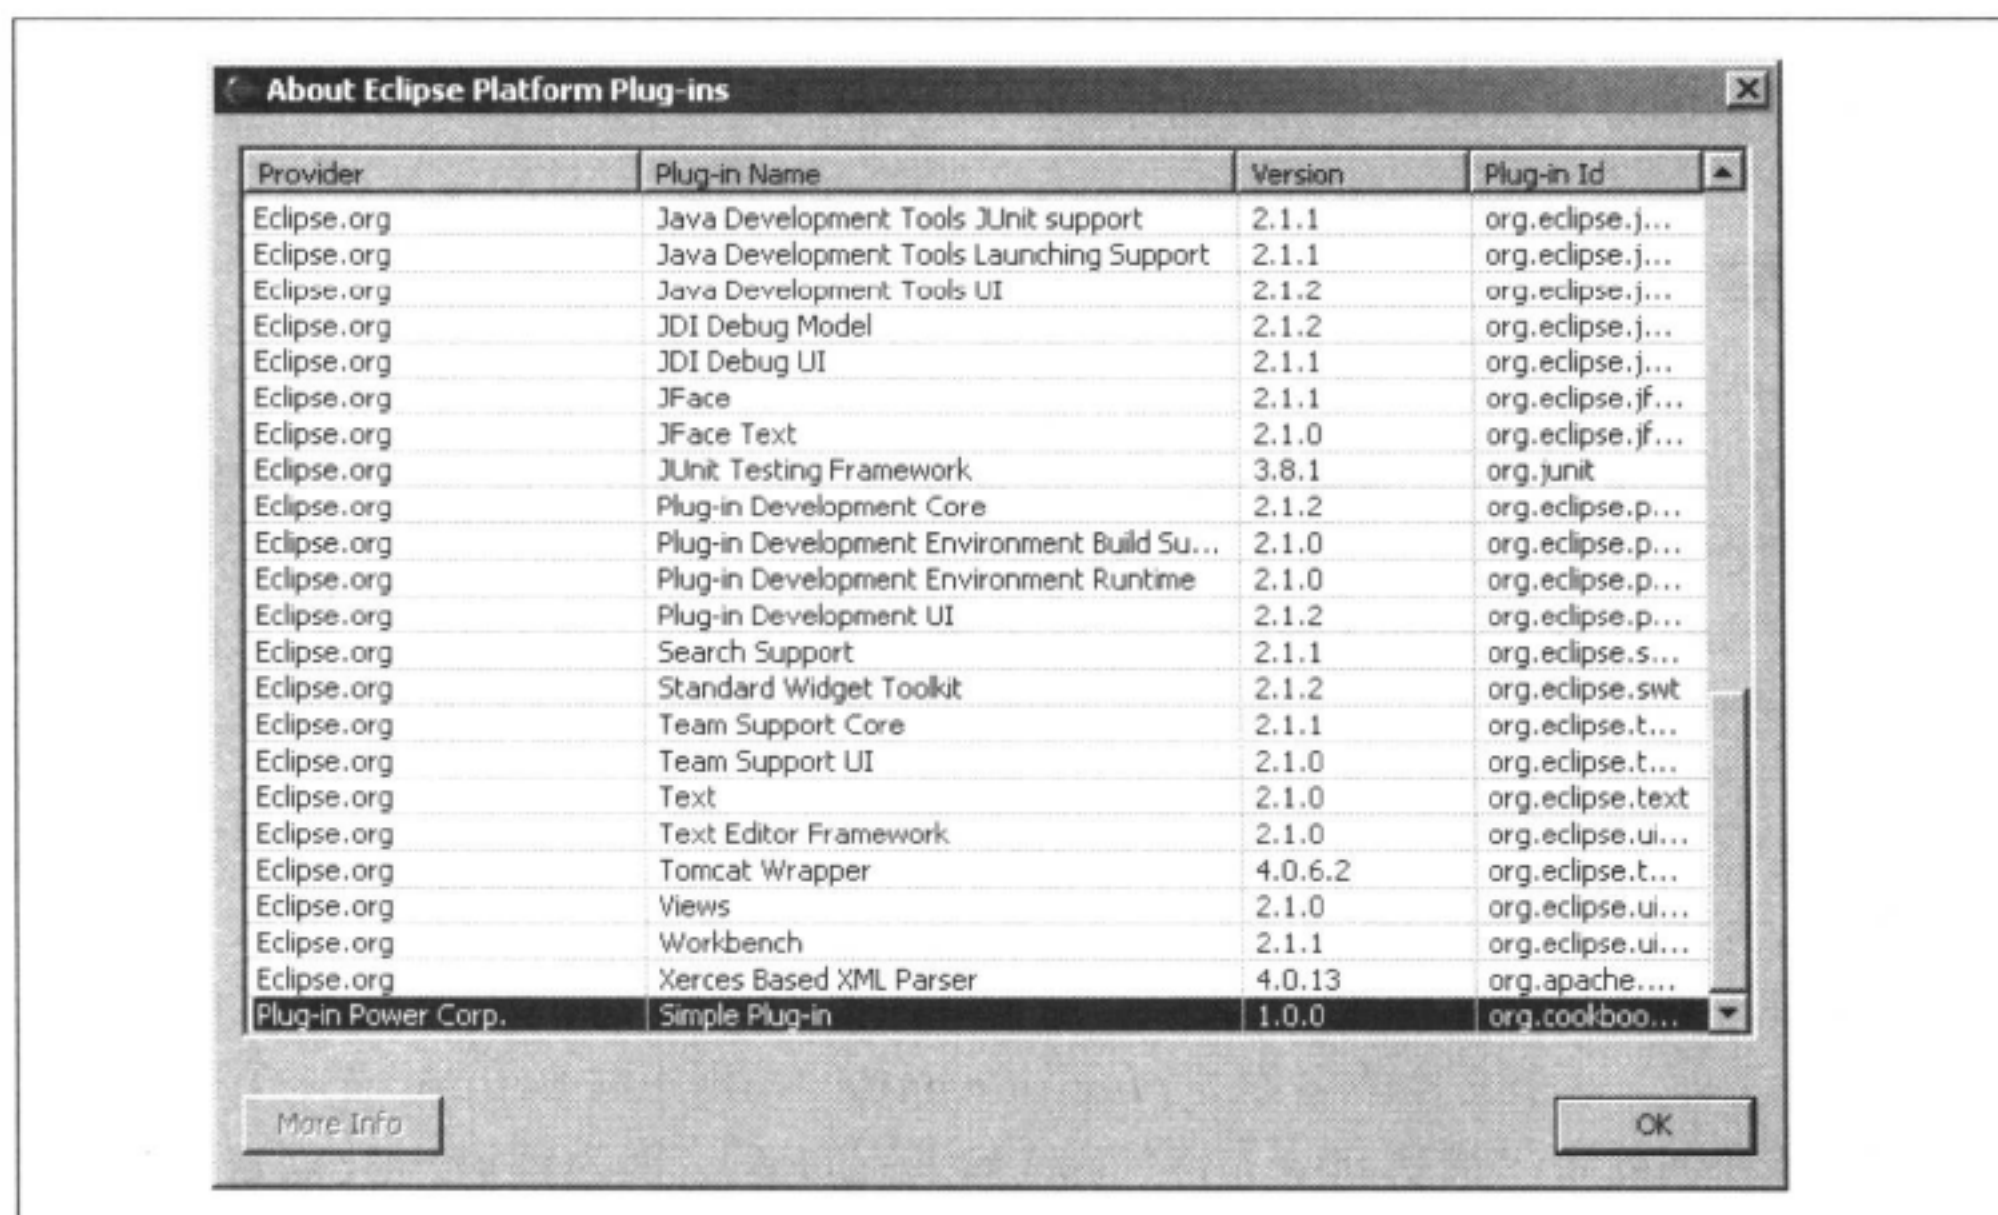 About Eclipse Platform Plug-ins
Provider Plug-in Name Version Plug-in Id
Eclipse.org Java Development Tools JUnit support 2.1.1 org.eclipse.j...
Eclipse.org Java Development Tools Launching Support 2.1.1 org.eclipse.j...
Eclipse.org Java Development Tools UI 2.1.2 org.eclipse.j...
Eclipse.org JDI Debug Model 2.1.2 org.eclipse.j...
Eclipse.org JDI Debug UI 2.1.1 org.eclipse.j...
Eclipse.org JFace 2.1.1 org.eclipse.jf...
Eclipse.org JFace Text 2.1.0 org.eclipse.jf...
Eclipse.org JUnit Testing Framework 3.8.1 org.junit
Eclipse.org Plug-in Development Core 2.1.2 org.eclipse.p...
Eclipse.org Plug-in Development Environment Build Su... 2.1.0 org.eclipse.p...
Eclipse.org Plug-in Development Environment Runtime 2.1.0 org.eclipse.p...
Eclipse.org Plug-in Development UI 2.1.2 org.eclipse.p...
Eclipse.org Search Support 2.1.1 org.eclipse.s...
Eclipse.org Standard Widget Toolkit 2.1.2 org.eclipse.swt
Eclipse.org Team Support Core 2.1.1 org.eclipse.t...
Eclipse.org Team Support UI 2.1.0 org.eclipse.t...
Eclipse.org Text 2.1.0 org.eclipse.text
Eclipse.org Text Editor Framework 2.1.0 org.eclipse.ui...
Eclipse.org Tomcat Wrapper 4.0.6.2 org.eclipse.t...
Eclipse.org Views 2.1.0 org.eclipse.ui...
Eclipse.org Workbench 2.1.1 org.eclipse.ui...
Eclipse.org Xerces Based XML Parser 4.0.13 org.apache....
Plug-in Power Corp. Simple Plug-in 1.0.0 org.cookboo...
More Info OK